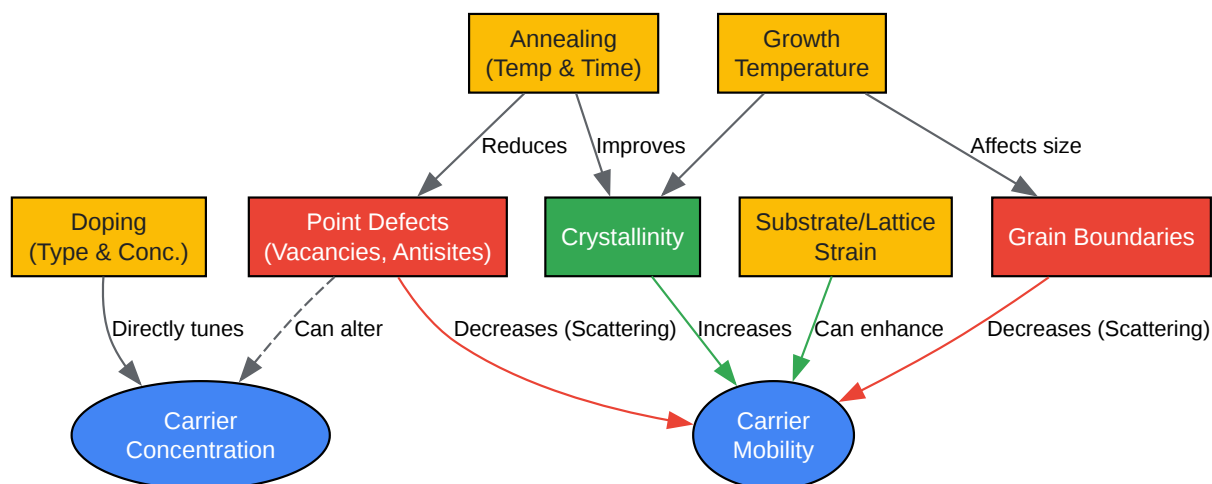 Annealing
(Temp & Time)
Growth
Temperature
Reduces
Improves
Affects size
Doping
(Type & Conc.)
Point Defects
(Vacancies, Antisites)
Crystallinity
Substrate/Lattice
Strain
Grain Boundaries
Directly tunes
Can alter
Decreases (Scattering)
Increases
Can enhance
Decreases (Scattering)
Carrier
Concentration
Carrier
Mobility